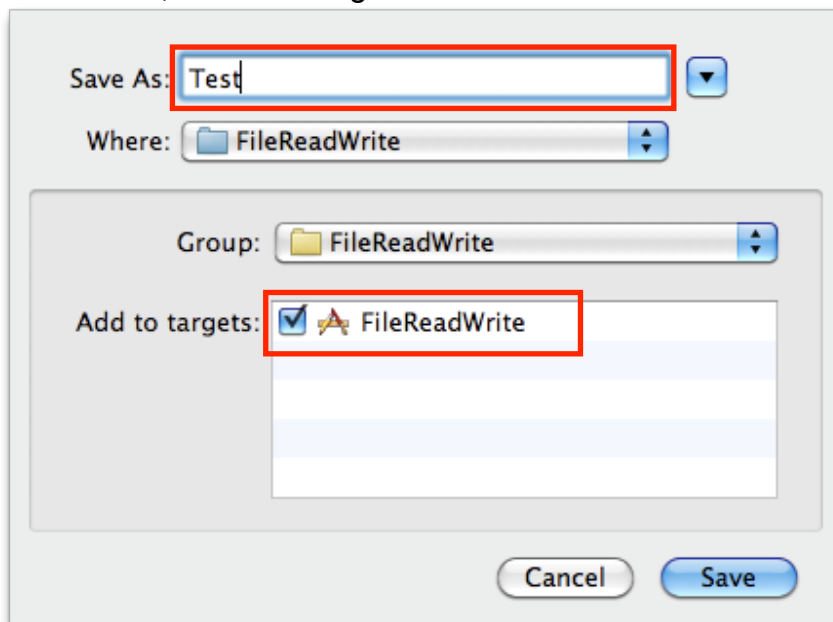 Save As: Test
Where: FileReadWrite
Group: FileReadWrite
Add to targets: FileReadWrite
Cancel Save